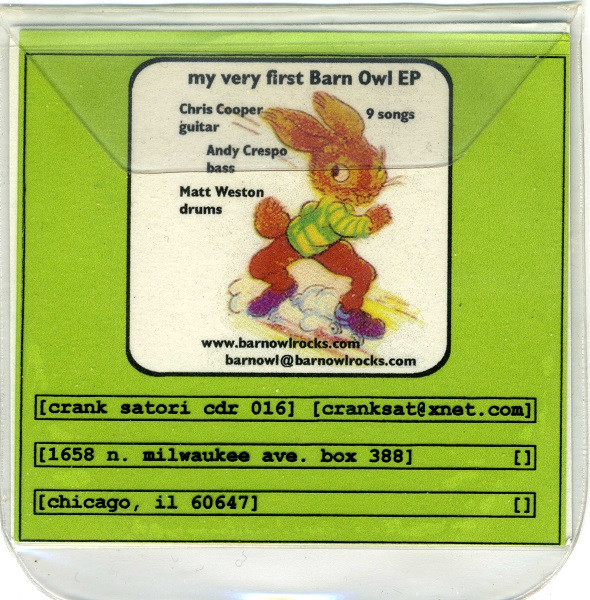 my very first Barn Owl EP
Chris Cooper
guitar
9 songs
Andy Crespo
bass
Matt Weston
drums
www.barnowlrocks.com
barnowl@barnowlrocks.com
[crank satori cdr 016] [cranksat@xnet.com]
[1658 n. milwaukee ave. box 388] []
[chicago, il 60647] []